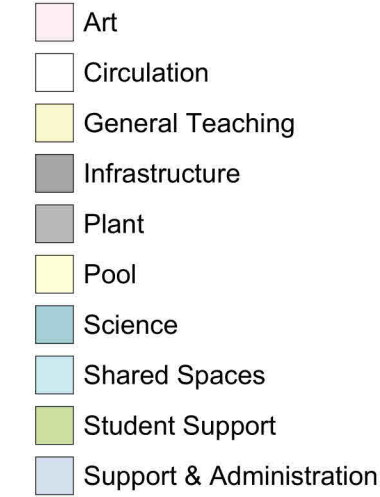 Art
Circulation
General Teaching
Infrastructure
Plant
Pool
Science
Shared Spaces
Student Support
Support & Administration